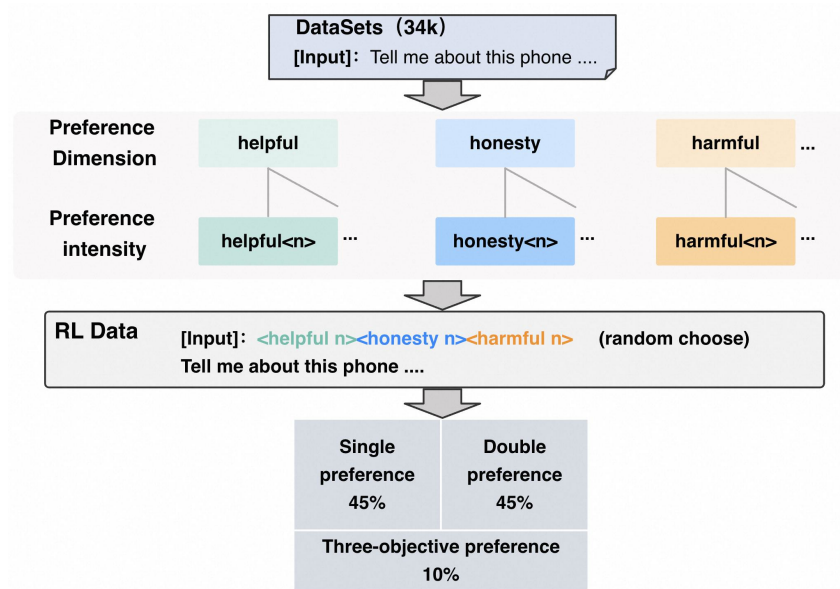 DataSets（34k）
[Input]： Tell me about this phone ....
Preference
Dimension
helpful
honesty
harmful
...
Preference
intensity
helpful<n>
...
honesty<n>
...
harmful<n>
...
RL Data
[Input]： <helpful n><honesty n><harmful n> (random choose)
Tell me about this phone ....
Single
preference
45%
Double
preference
45%
Three-objective preference
10%